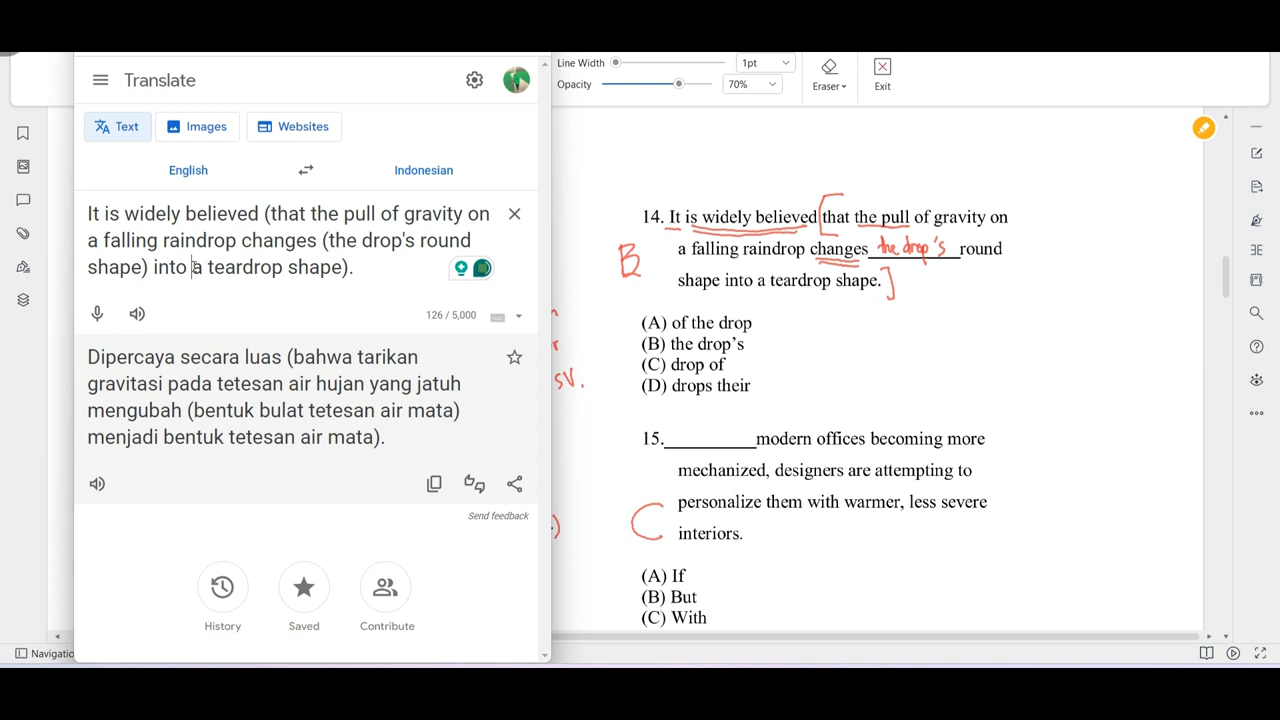 Translate
Text
Images
Websites
English
Indonesian
It is widely believed (that the pull of gravity on
a falling raindrop changes (the drop's round
shape) into a teardrop shape).
126 / 5,000
Dipercaya secara luas (bahwa tarikan
gravitasi pada tetesan air hujan yang jatuh
mengubah (bentuk bulat tetesan air mata)
menjadi bentuk tetesan air mata).
Send feedback
History
Saved
Contribute
Navigatio
Line Width
1pt
Opacity
70%
Eraser
Exit
14. It is widely believed [that the pull of gravity on
B
a falling raindrop changes the drop's round
shape into a teardrop shape.]
(A) of the drop
(B) the drop's
(C) drop of
(D) drops their
SV.
15.__________modern offices becoming more
mechanized, designers are attempting to
C
personalize them with warmer, less severe
interiors.
(A) If
(B) But
(C) With